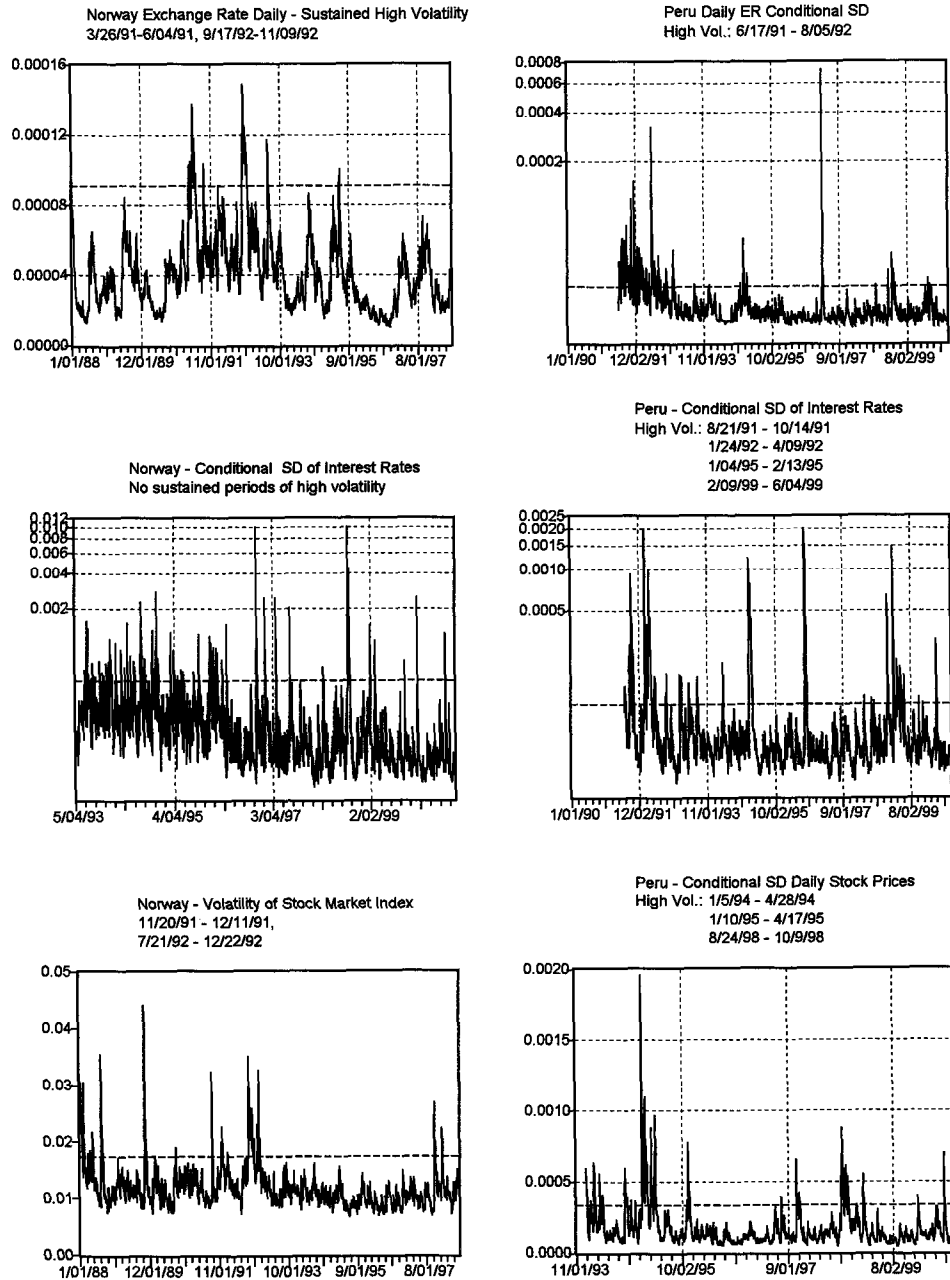 Norway Exchange Rate Daily - Sustained High Volatility
3/26/91-6/04/91, 9/17/92-11/09/92
0.00016
0.00012
0.00008
0.00004
0.00000
1/01/88 12/01/89 11/01/91 10/01/93 9/01/95 8/01/97
Peru Daily ER Conditional SD
High Vol.: 6/17/91 - 8/05/92
0.0008
0.0006
0.0004
0.0002
1/01/90 12/02/91 11/01/93 10/02/95 9/01/97 8/02/99
Norway - Conditional SD of Interest Rates
No sustained periods of high volatility
0.012
0.010
0.008
0.006
0.004
0.002
5/04/93 4/04/95 3/04/97 2/02/99
Peru - Conditional SD of Interest Rates
High Vol.: 8/21/91 - 10/14/91
1/24/92 - 4/09/92
1/04/95 - 2/13/95
2/09/99 - 6/04/99
0.0025
0.0020
0.0015
0.0010
0.0005
1/01/90 12/02/91 11/01/93 10/02/95 9/01/97 8/02/99
Norway - Volatility of Stock Market Index
11/20/91 - 12/11/91,
7/21/92 - 12/22/92
0.05
0.04
0.03
0.02
0.01
0.00
1/01/88 12/01/89 11/01/91 10/01/93 9/01/95 8/01/97
Peru - Conditional SD Daily Stock Prices
High Vol.: 1/5/94 - 4/28/94
1/10/95 - 4/17/95
8/24/98 - 10/9/98
0.0020
0.0015
0.0010
0.0005
0.0000
11/01/93 10/02/95 9/01/97 8/02/99